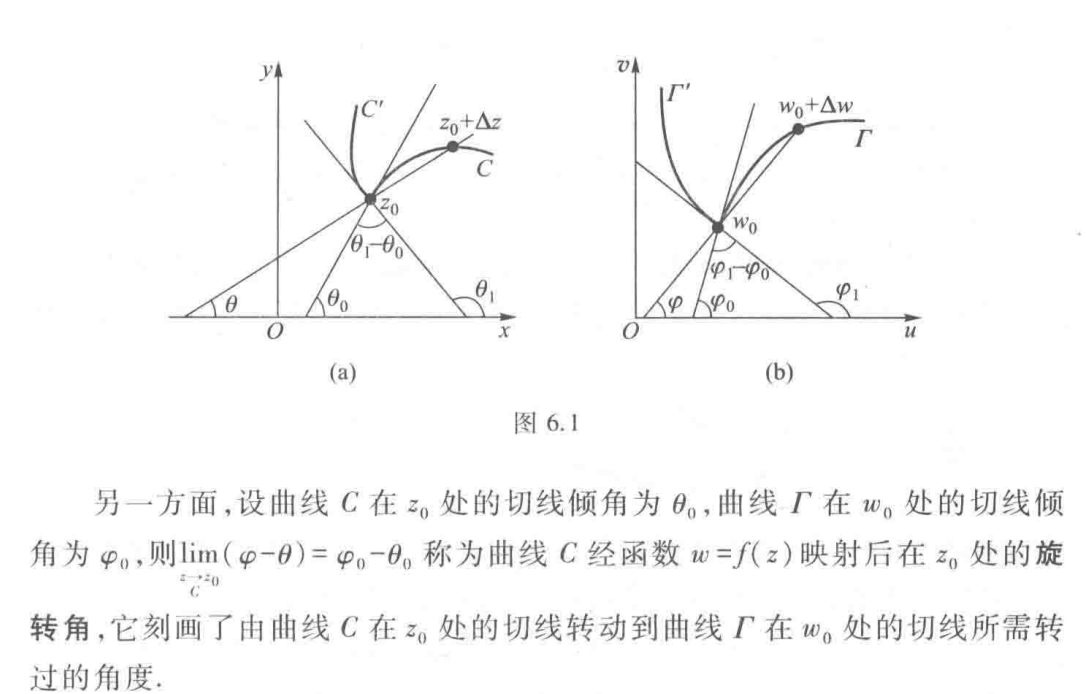 y
C'
z₀+Δz
C
z₀
θ₁-θ₀
θ
θ₀
θ₁
O
x
(a)
v
Γ'
w₀+Δw
Γ
w₀
φ₁-φ₀
φ
φ₀
φ₁
O
u
(b)
图 6.1
另一方面,设曲线 C 在 z₀ 处的切线倾角为 θ₀,曲线 Γ 在 w₀ 处的切线倾
角为 φ₀,则lim(φ-θ)= φ₀-θ₀ 称为曲线 C 经函数 w=f(z)映射后在 z₀ 处的旋
z→z₀
C
转角,它刻画了由曲线 C 在 z₀ 处的切线转动到曲线 Γ 在 w₀ 处的切线所需转
过的角度.